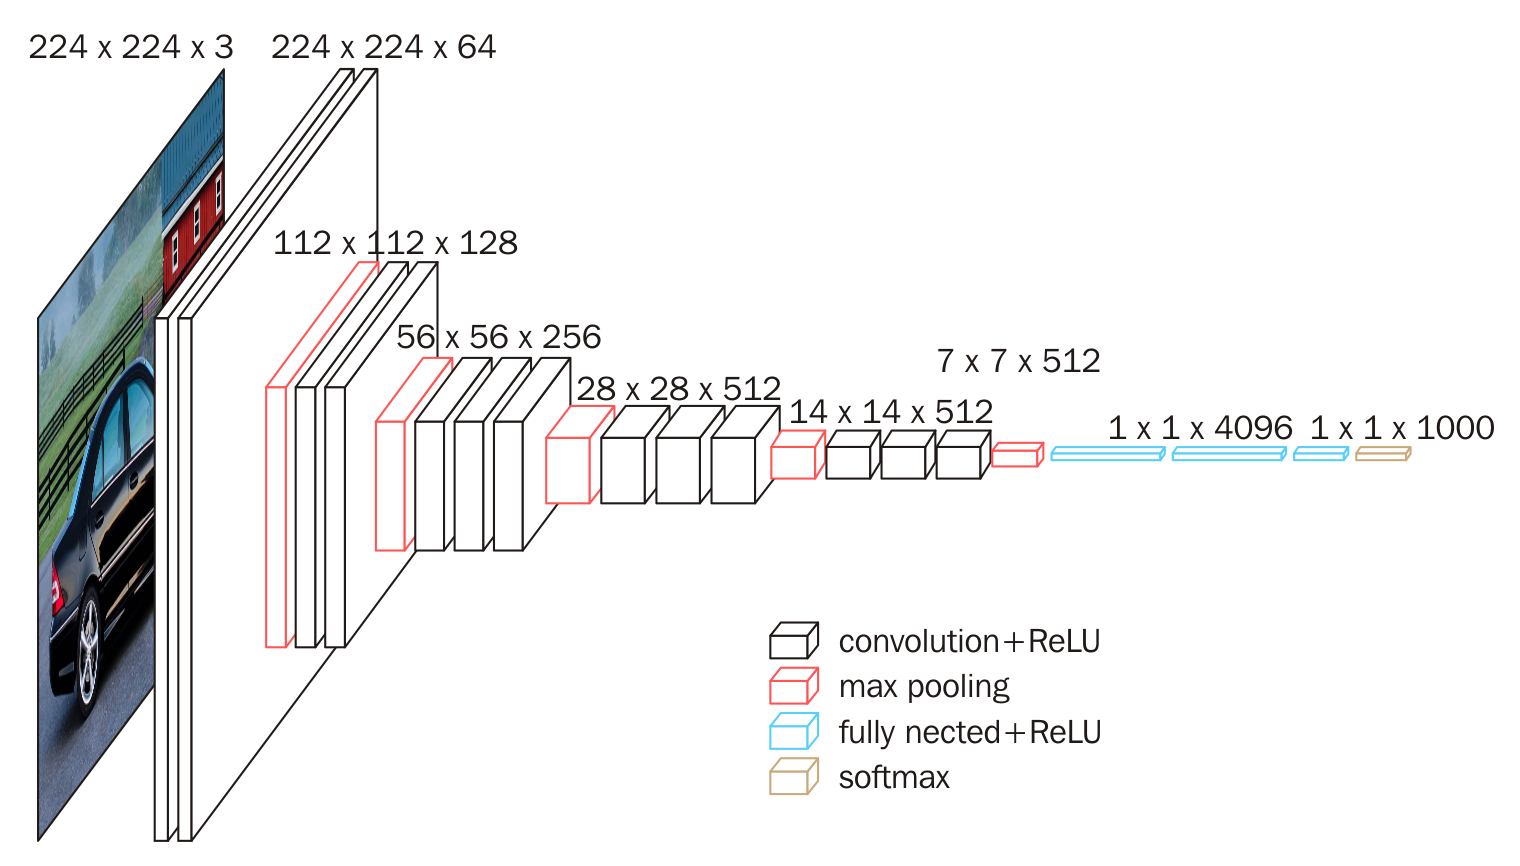 224 x 224 x 3
224 x 224 x 64
112 x 112 x 128
56 x 56 x 256
28 x 28 x 512
14 x 14 x 512
7 x 7 x 512
1 x 1 x 4096
1 x 1 x 1000
convolution+ReLU
max pooling
fully nected+ReLU
softmax